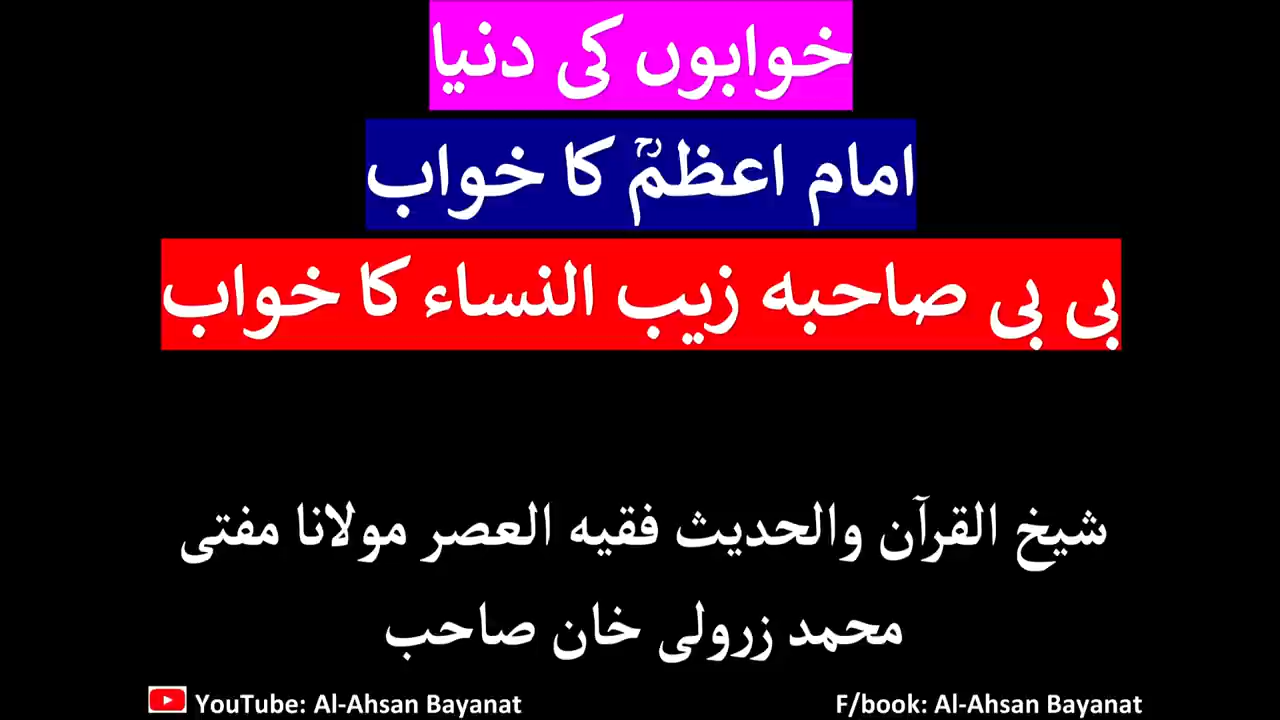 خوابوں کی دنیا
امام اعظمؒ کا خواب
بی بی صاحبہ زیب النساء کا خواب
شیخ القرآن والحدیث فقیہ العصر مولانا مفتی
محمد زرولی خان صاحب
YouTube: Al-Ahsan Bayanat
F/book: Al-Ahsan Bayanat